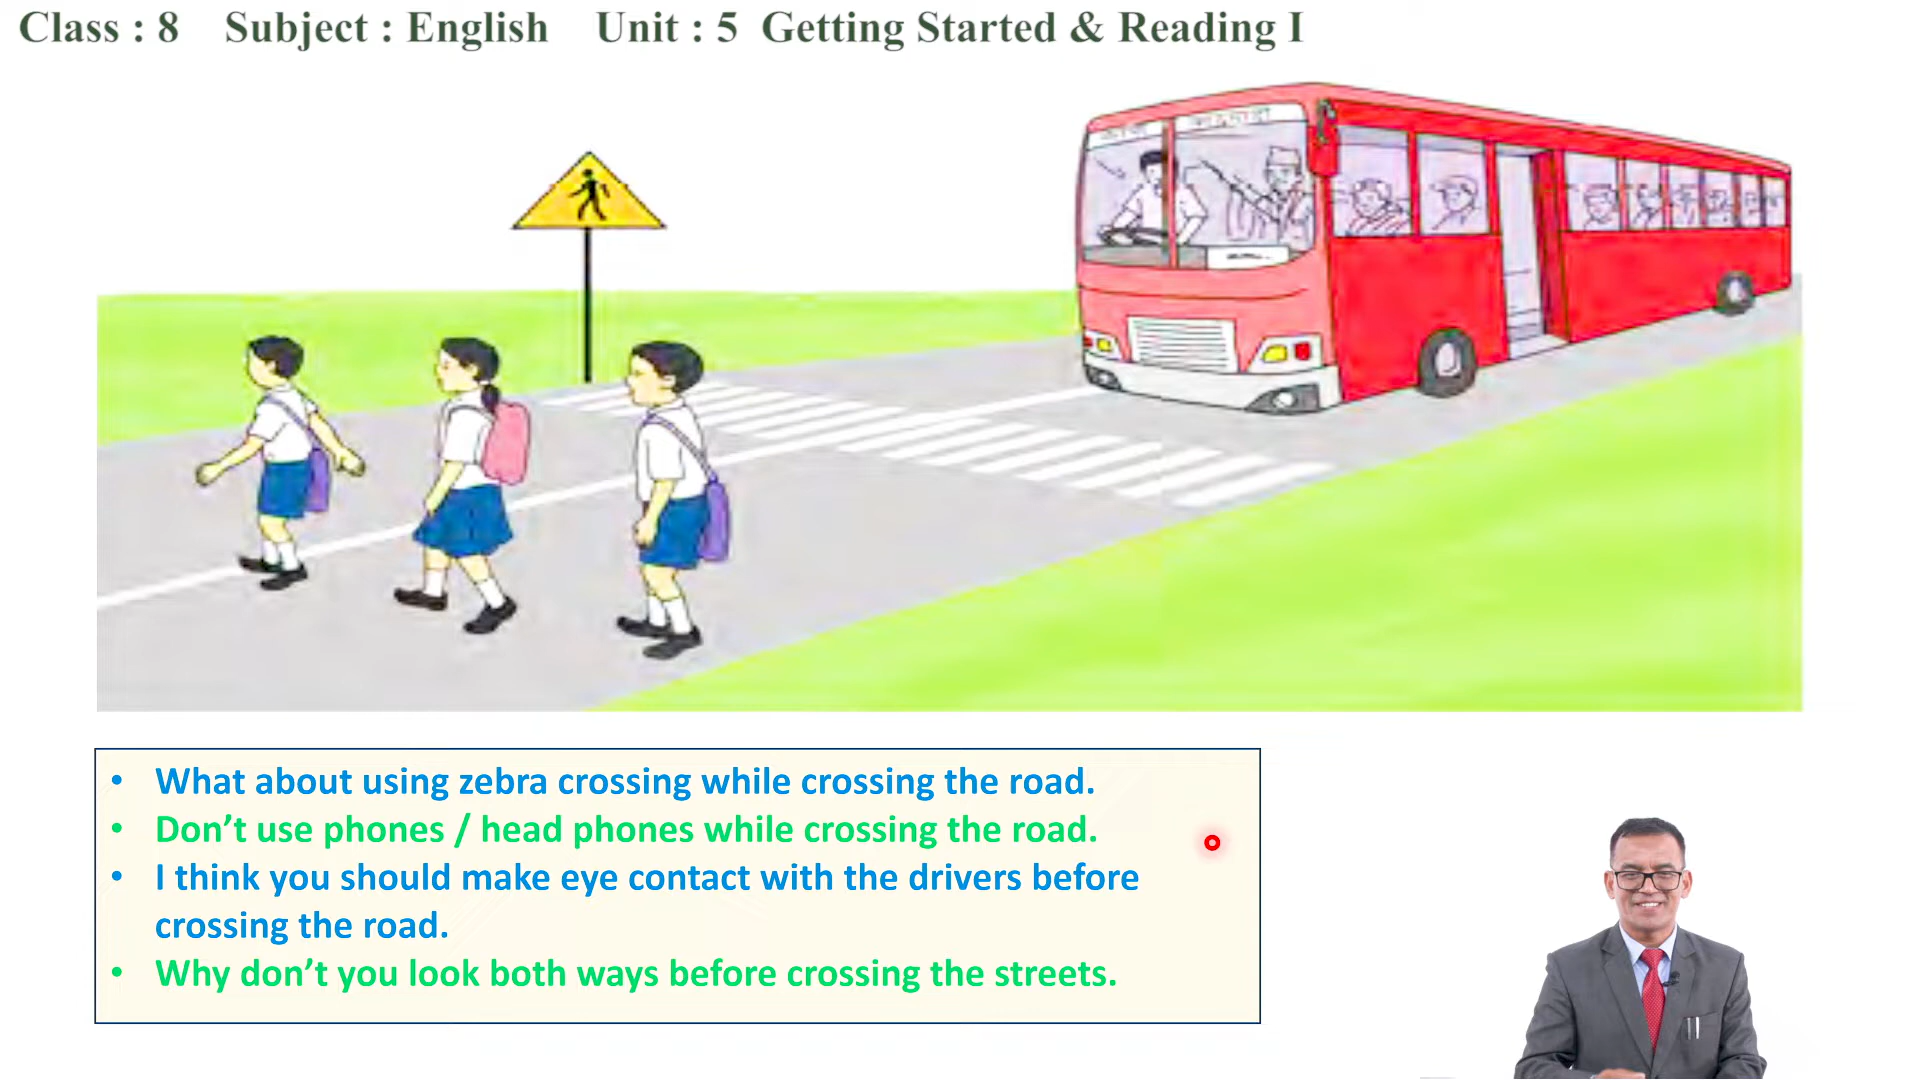 Class : 8 Subject : English Unit : 5 Getting Started & Reading I
• What about using zebra crossing while crossing the road.
• Don’t use phones / head phones while crossing the road.
• I think you should make eye contact with the drivers before
crossing the road.
• Why don’t you look both ways before crossing the streets.